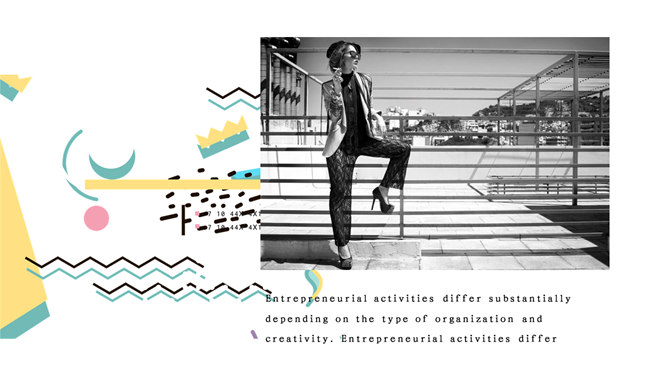 Entrepreneurial activities differ substantially
depending on the type of organization and
creativity. Entrepreneurial activities differ